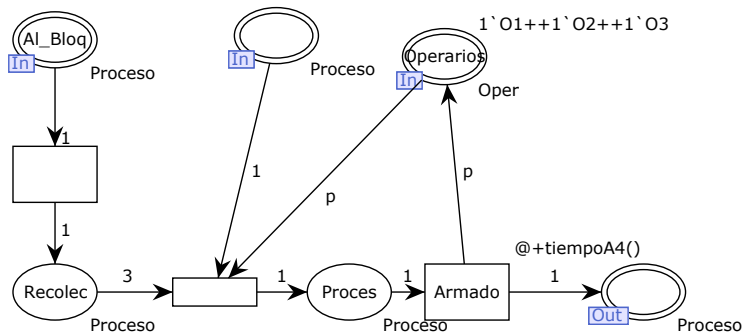 1`O1++1`O2++1`O3
Al_Bloq
In
Proceso
In
Proceso
Operarios
In
Oper
1
1
p
p
1
@+tiempoA4()
Recolec
3
1
Proces
1
Armado
1
Out
Proceso
Proceso
Proceso